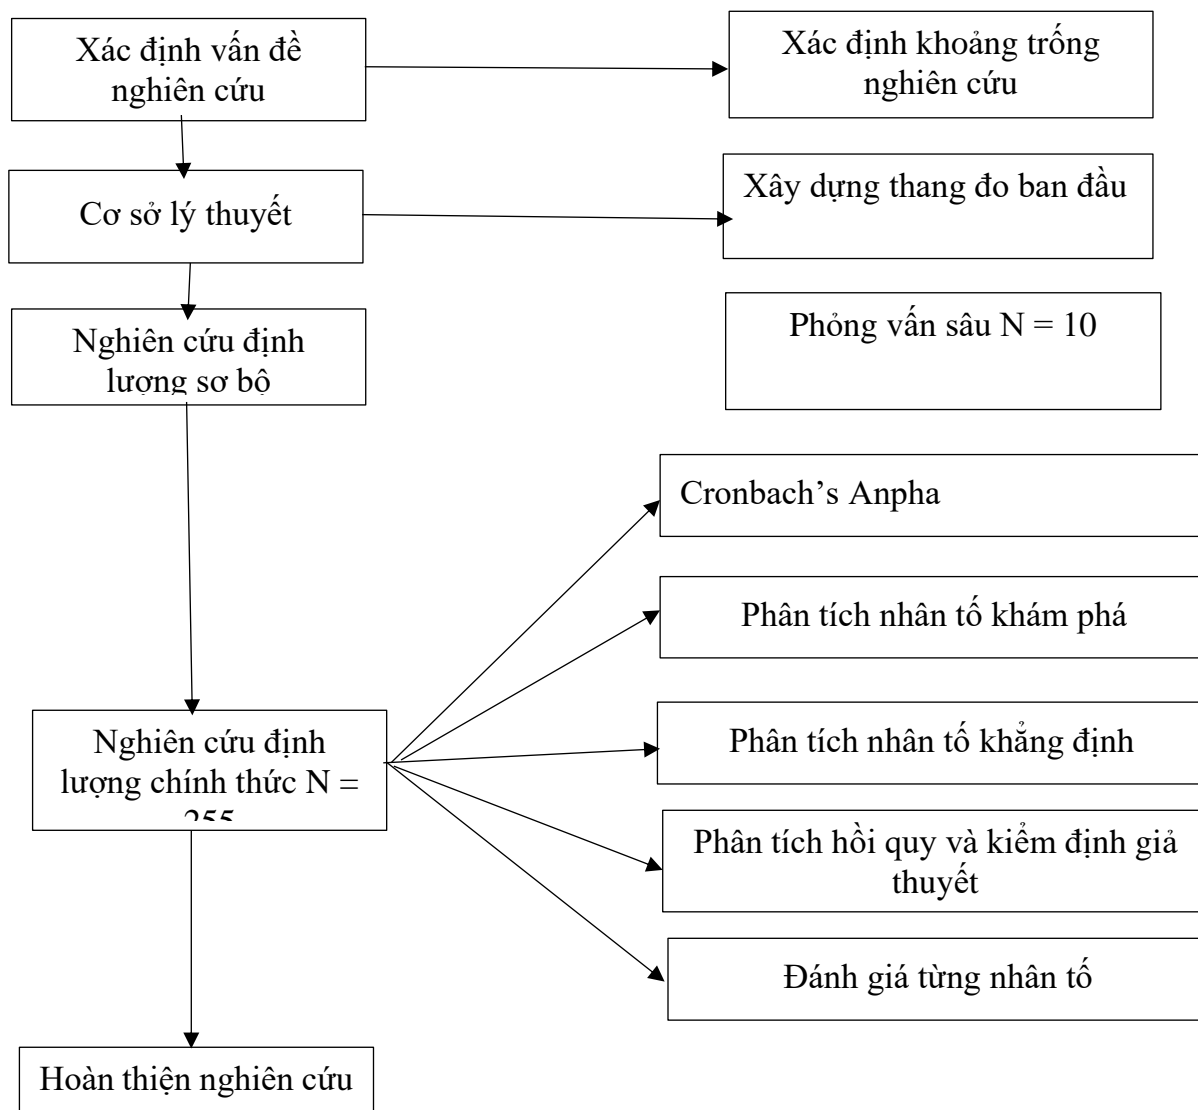 Xác định vấn đề
nghiên cứu
Xác định khoảng trống
nghiên cứu
Cơ sở lý thuyết
Xây dựng thang đo ban đầu
Nghiên cứu định
lượng sơ bộ
Phỏng vấn sâu N = 10
Cronbach’s Anpha
Phân tích nhân tố khám phá
Phân tích nhân tố khẳng định
Nghiên cứu định
lượng chính thức N =
255
Phân tích hồi quy và kiểm định giả
thuyết
Đánh giá từng nhân tố
Hoàn thiện nghiên cứu